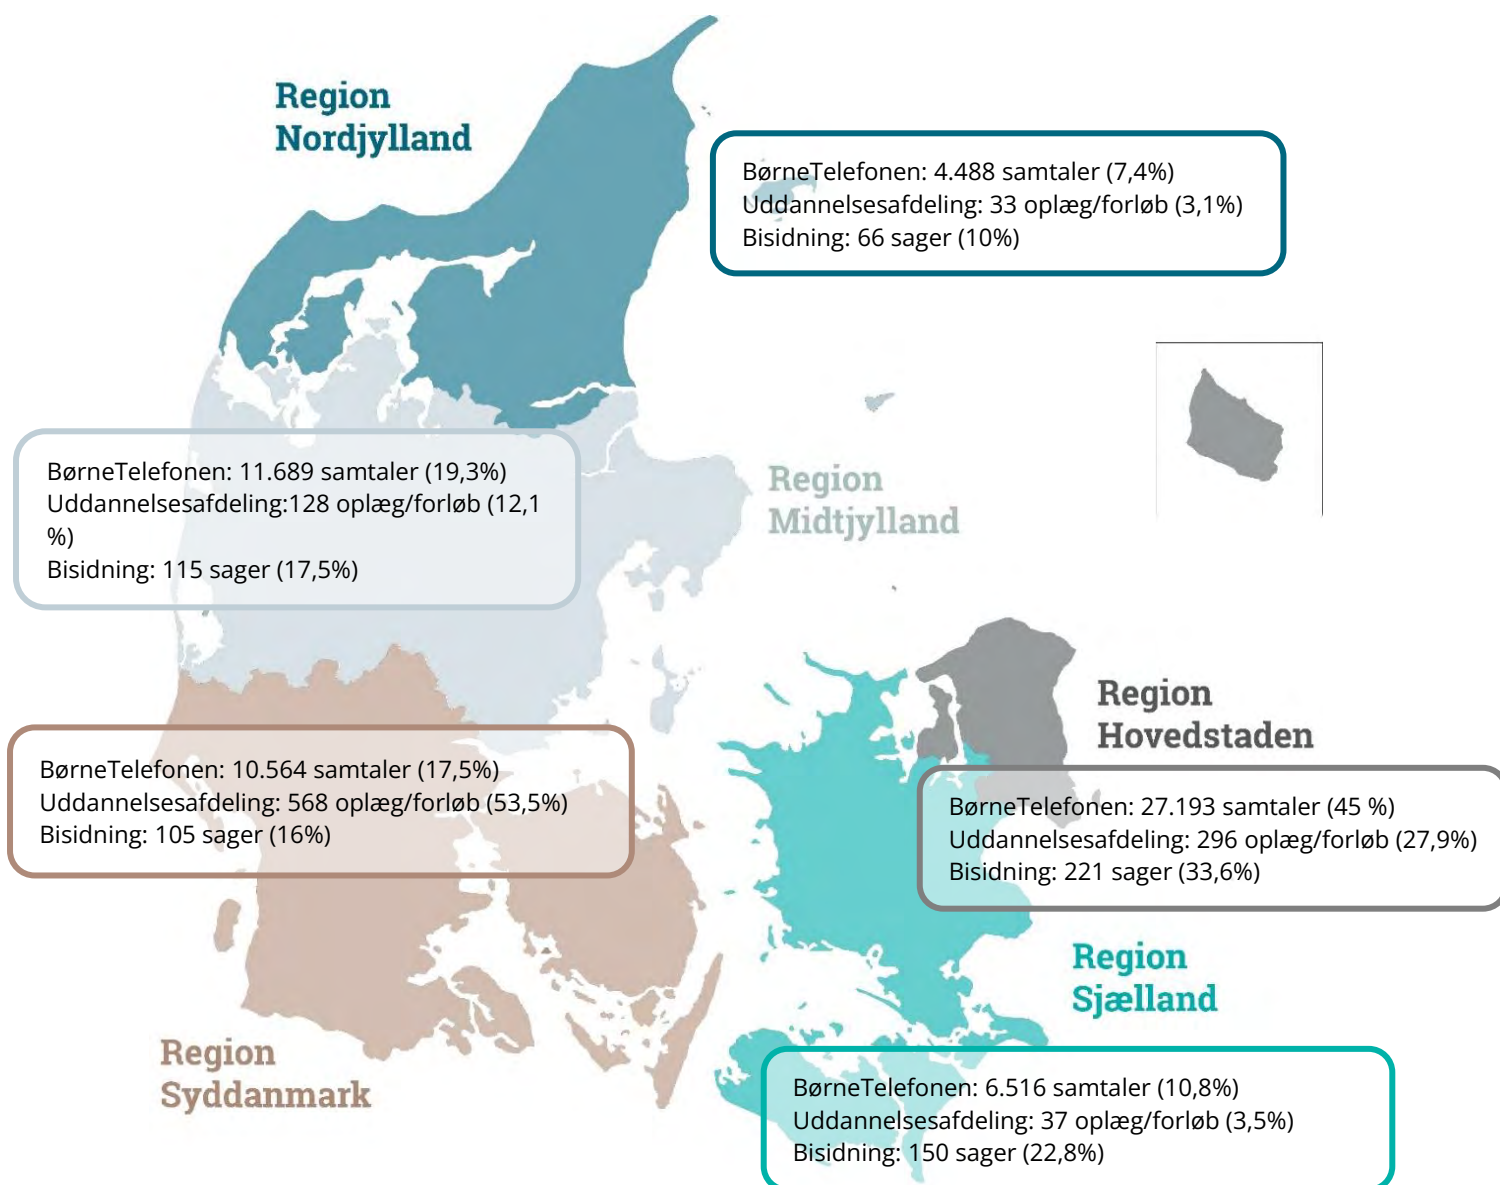 Region
Nordjylland
BørneTelefonen: 4.488 samtaler (7,4%)
Uddannelsesafdeling: 33 oplæg/forløb (3,1%)
Bisidning: 66 sager (10%)
BørneTelefonen: 11.689 samtaler (19,3%)
Uddannelsesafdeling:128 oplæg/forløb (12,1
%)
Bisidning: 115 sager (17,5%)
Region
Midtjylland
Region
Hovedstaden
BørneTelefonen: 10.564 samtaler (17,5%)
Uddannelsesafdeling: 568 oplæg/forløb (53,5%)
Bisidning: 105 sager (16%)
BørneTelefonen: 27.193 samtaler (45 %)
Uddannelsesafdeling: 296 oplæg/forløb (27,9%)
Bisidning: 221 sager (33,6%)
Region
Sjælland
Region
Syddanmark
BørneTelefonen: 6.516 samtaler (10,8%)
Uddannelsesafdeling: 37 oplæg/forløb (3,5%)
Bisidning: 150 sager (22,8%)